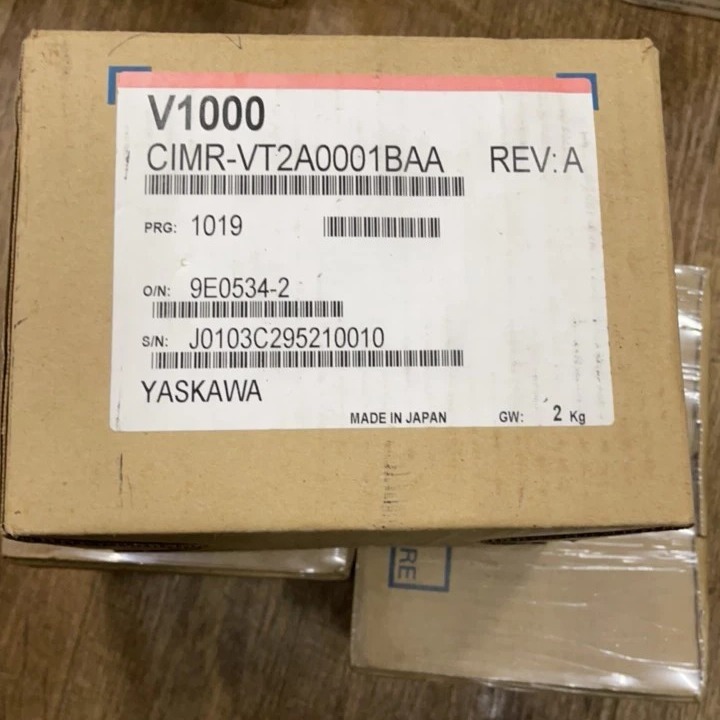 V1000
CIMR-VT2A0001BAA REV: A
PRG: 1019
O/N: 9E0534-2
S/N: J0103C295210010
YASKAWA
MADE IN JAPAN GW: 2 Kg
RE